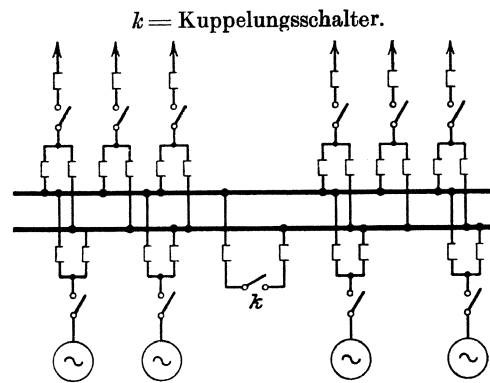 k = Kuppelungsschalter.
k